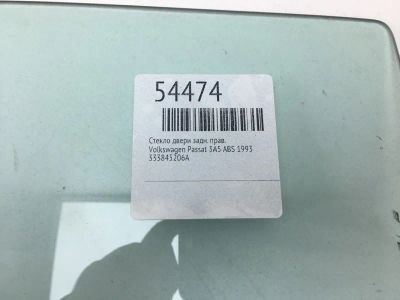 54474
Стекло двери задн. прав.
Volkswagen Passat 3A5 ABS 1993
333845206A